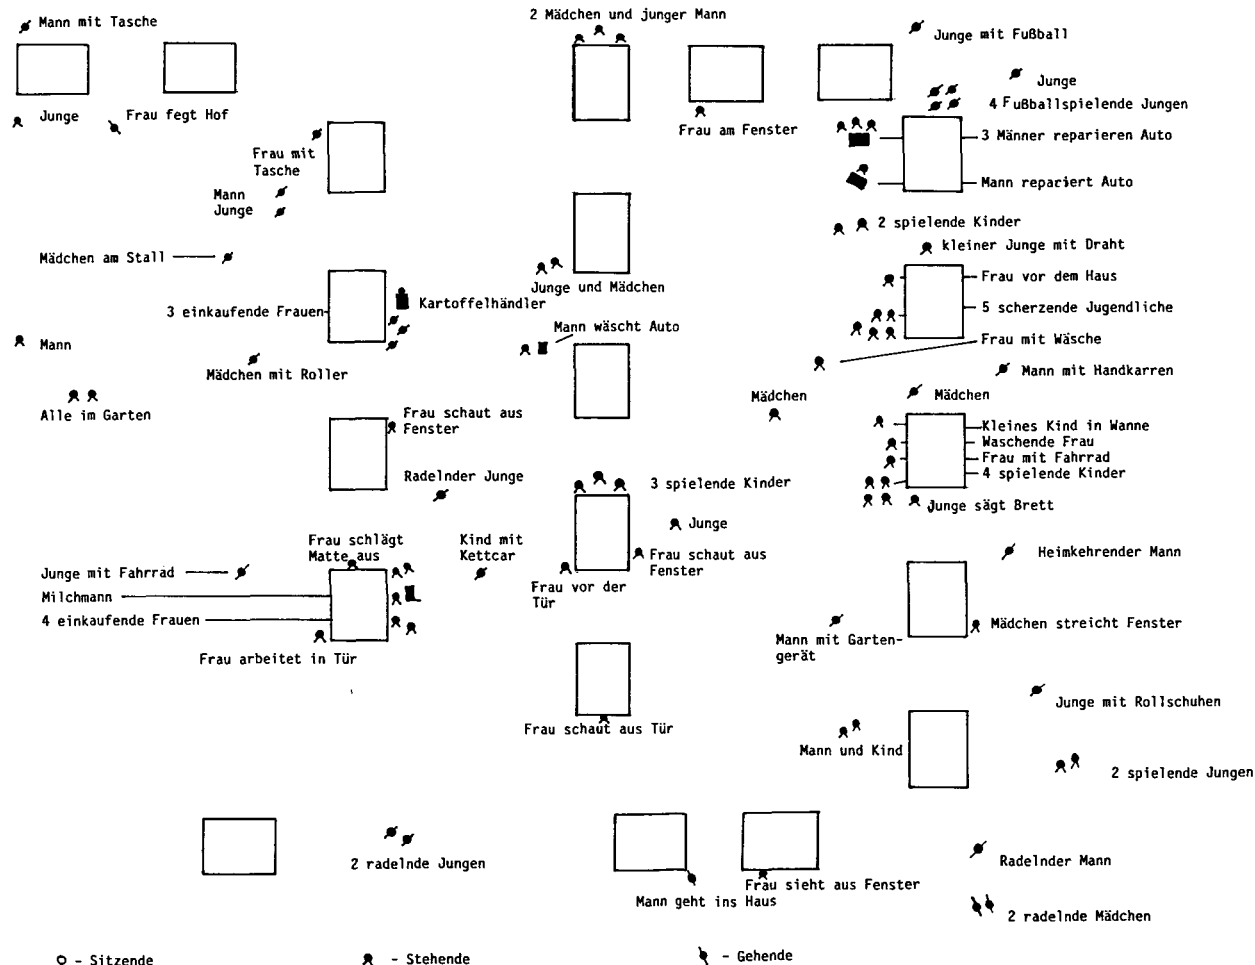 Mann mit Tasche
2 Mädchen und junger Mann
Junge mit Fußball
Junge
4 Fußballspielende Jungen
Junge
Frau fegt Hof
Frau am Fenster
3 Männer reparieren Auto
Frau mit
Tasche
Mann repariert Auto
Mann
Junge
2 spielende Kinder
kleiner Junge mit Draht
Mädchen am Stall
Junge und Mädchen
Frau vor dem Haus
3 einkaufende Frauen
Kartoffelhändler
5 scherzende Jugendliche
Mann wäscht Auto
Frau mit Wäsche
Mann
Mädchen mit Roller
Mann mit Handkarren
Mädchen
Mädchen
Alle im Garten
Frau schaut aus
Fenster
Kleines Kind in Wanne
Waschende Frau
Frau mit Fahrrad
4 spielende Kinder
Radelnder Junge
3 spielende Kinder
Junge sägt Brett
Junge
Frau schlägt
Matte aus
Kind mit
Kettcar
Frau schaut aus
Fenster
Heimkehrender Mann
Junge mit Fahrrad
Milchmann
Frau vor der
Tür
4 einkaufende Frauen
Mädchen streicht Fenster
Mann mit Garten-
gerät
Frau arbeitet in Tür
Junge mit Rollschuhen
Frau schaut aus Tür
Mann und Kind
2 spielende Jungen
2 radelnde Jungen
Radelnder Mann
Frau sieht aus Fenster
Mann geht ins Haus
2 radelnde Mädchen
- Sitzende
- Stehende
- Gehende